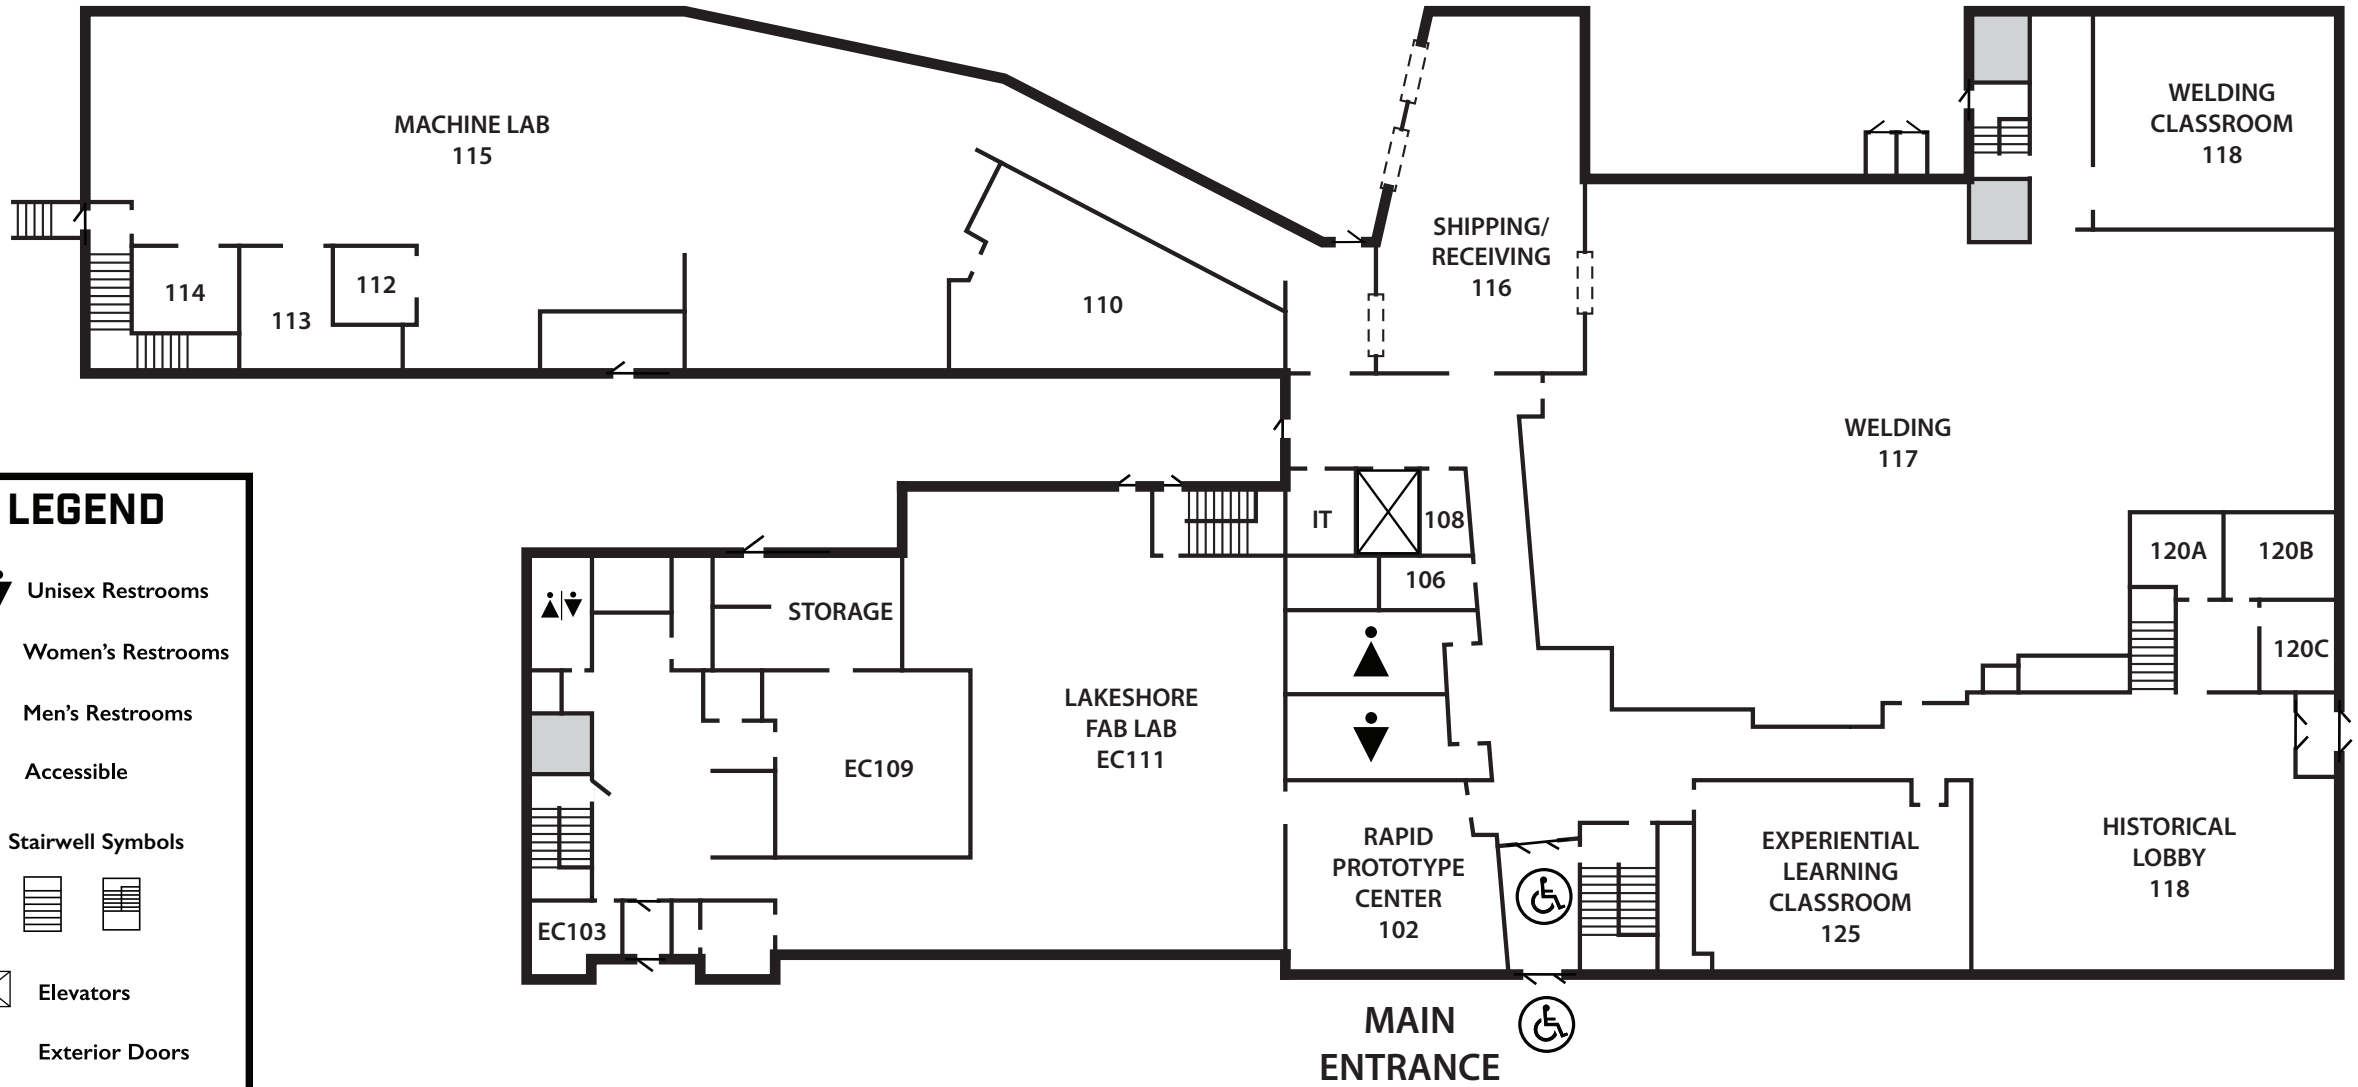 MACHINE LAB
115
114
113
112
110
SHIPPING/
RECEIVING
116
WELDING
CLASSROOM
118
WELDING
117
IT
108
106
120A
120B
120C
STORAGE
LAKESHORE
FAB LAB
EC111
EC109
EC103
RAPID
PROTOTYPE
CENTER
102
EXPERIENTIAL
LEARNING
CLASSROOM
125
HISTORICAL
LOBBY
118
MAIN
ENTRANCE
LEGEND
Unisex Restrooms
Women's Restrooms
Men's Restrooms
Accessible
Stairwell Symbols
Elevators
Exterior Doors